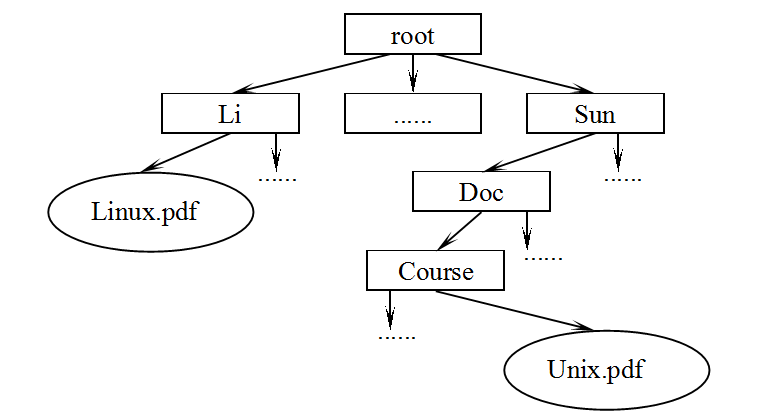 root
Li
......
Sun
......
......
Linux.pdf
Doc
......
Course
......
Unix.pdf